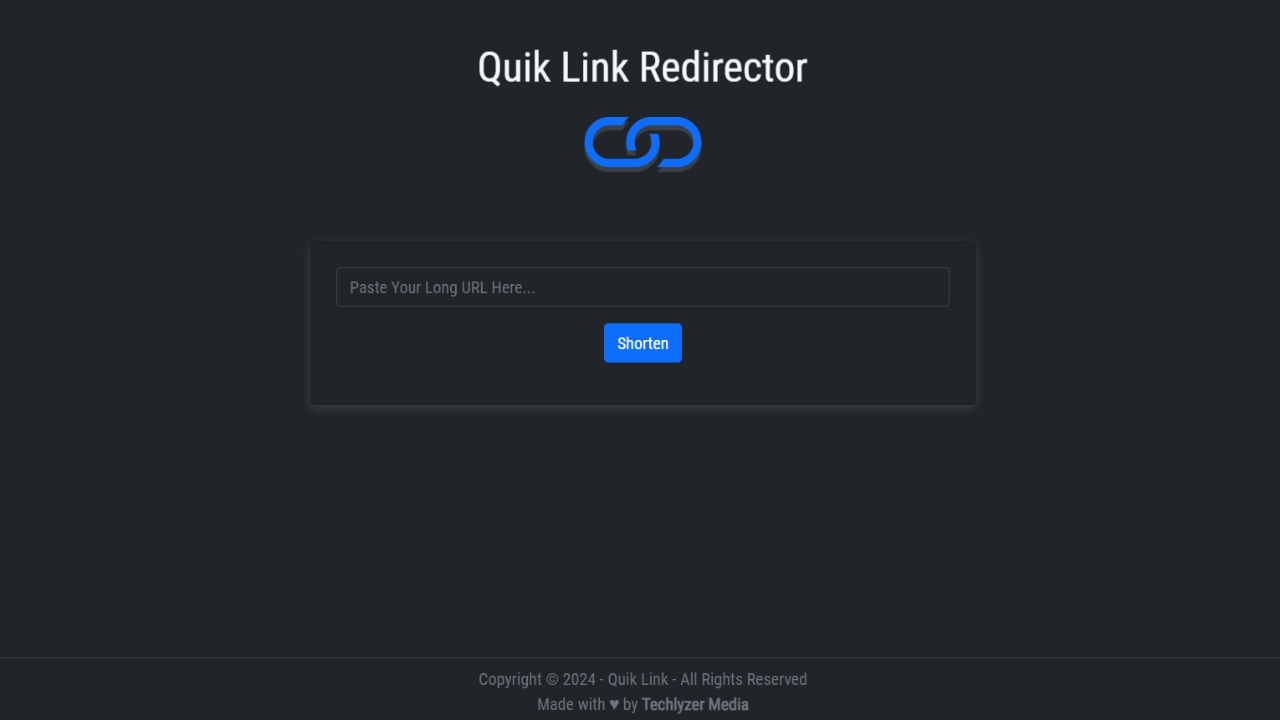 Quik Link Redirector
Paste Your Long URL Here...
Shorten
Copyright © 2024 - Quik Link - All Rights Reserved
Made with ♥ by Techlyzer Media